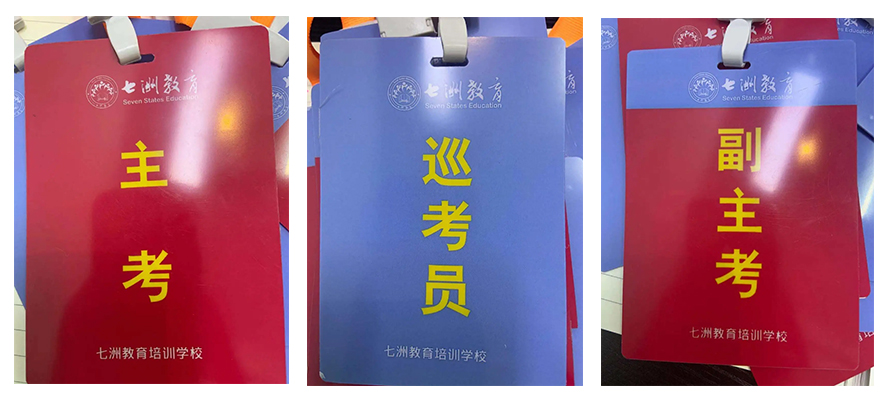 七洲教育
Seven States Education
主
考
七洲教育培训学校
七洲教育
Seven States Education
巡
考
员
七洲教育培训学校
七洲教育
Seven States Education
副
主
考
七洲教育培训学校